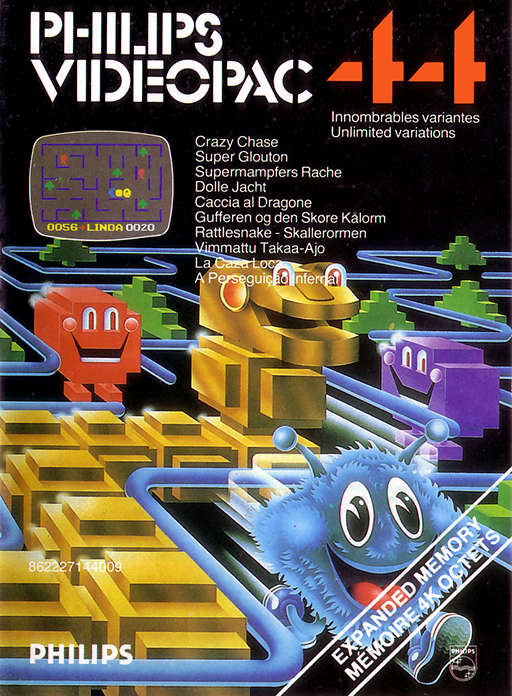 PHILIPS
VIDEOPAC
44
Innombrables variantes
Unlimited variations
Crazy Chase
Super Glouton
Supermampfers Rache
Dolle Jacht
Caccia al Dragone
Gufferen og den Skore Kålorm
Rattlesnake - Skallerormen
Vimmattu Takaa-Ajo
La Caza Loca
A Perseguição Infernal
0056 LINDA 0020
862227144009
EXPANDED MEMORY
MEMOIRE 4K OCTETS
PHILIPS
PHILIPS